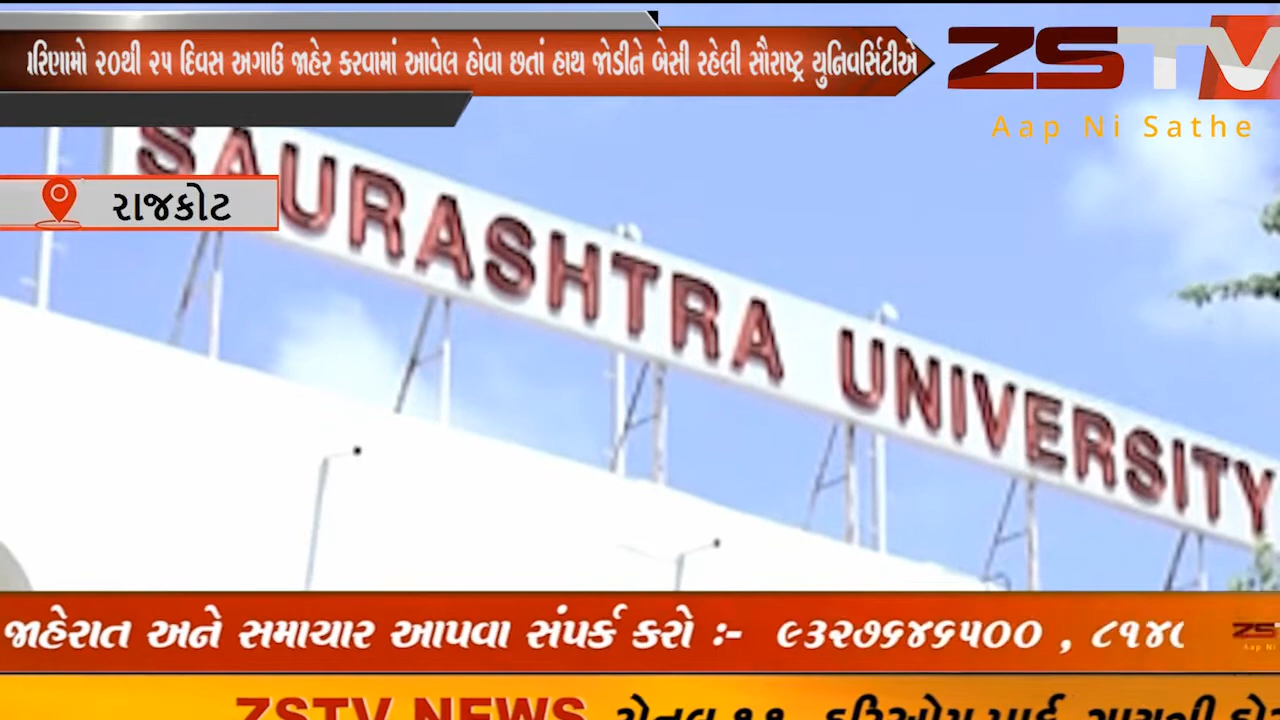 પરિણામો ૨૦થી ૨૫ દિવસ અગાઉ જાહેર કરવામાં આવેલ હોવા છતાં હાથ જોડીને બેસી રહેલી સૌરાષ્ટ્ર યુનિવર્સિટીએ
ZSTV
Aap Ni Sathe
SAURASHTRA UNIVERSITY
રાજકોટ
જાહેરાત અને સમાચાર આપવા સંપર્ક કરો :- ૯૩૨૭૬૪૬૫૦૦ , ૮૧૪
ZSTV NEWS